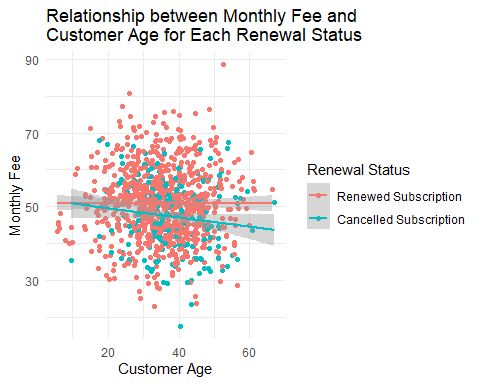 Relationship between Monthly Fee and
Customer Age for Each Renewal Status
90
70
50
30
Monthly Fee
20 40 60
Customer Age
Renewal Status
Renewed Subscription
Cancelled Subscription